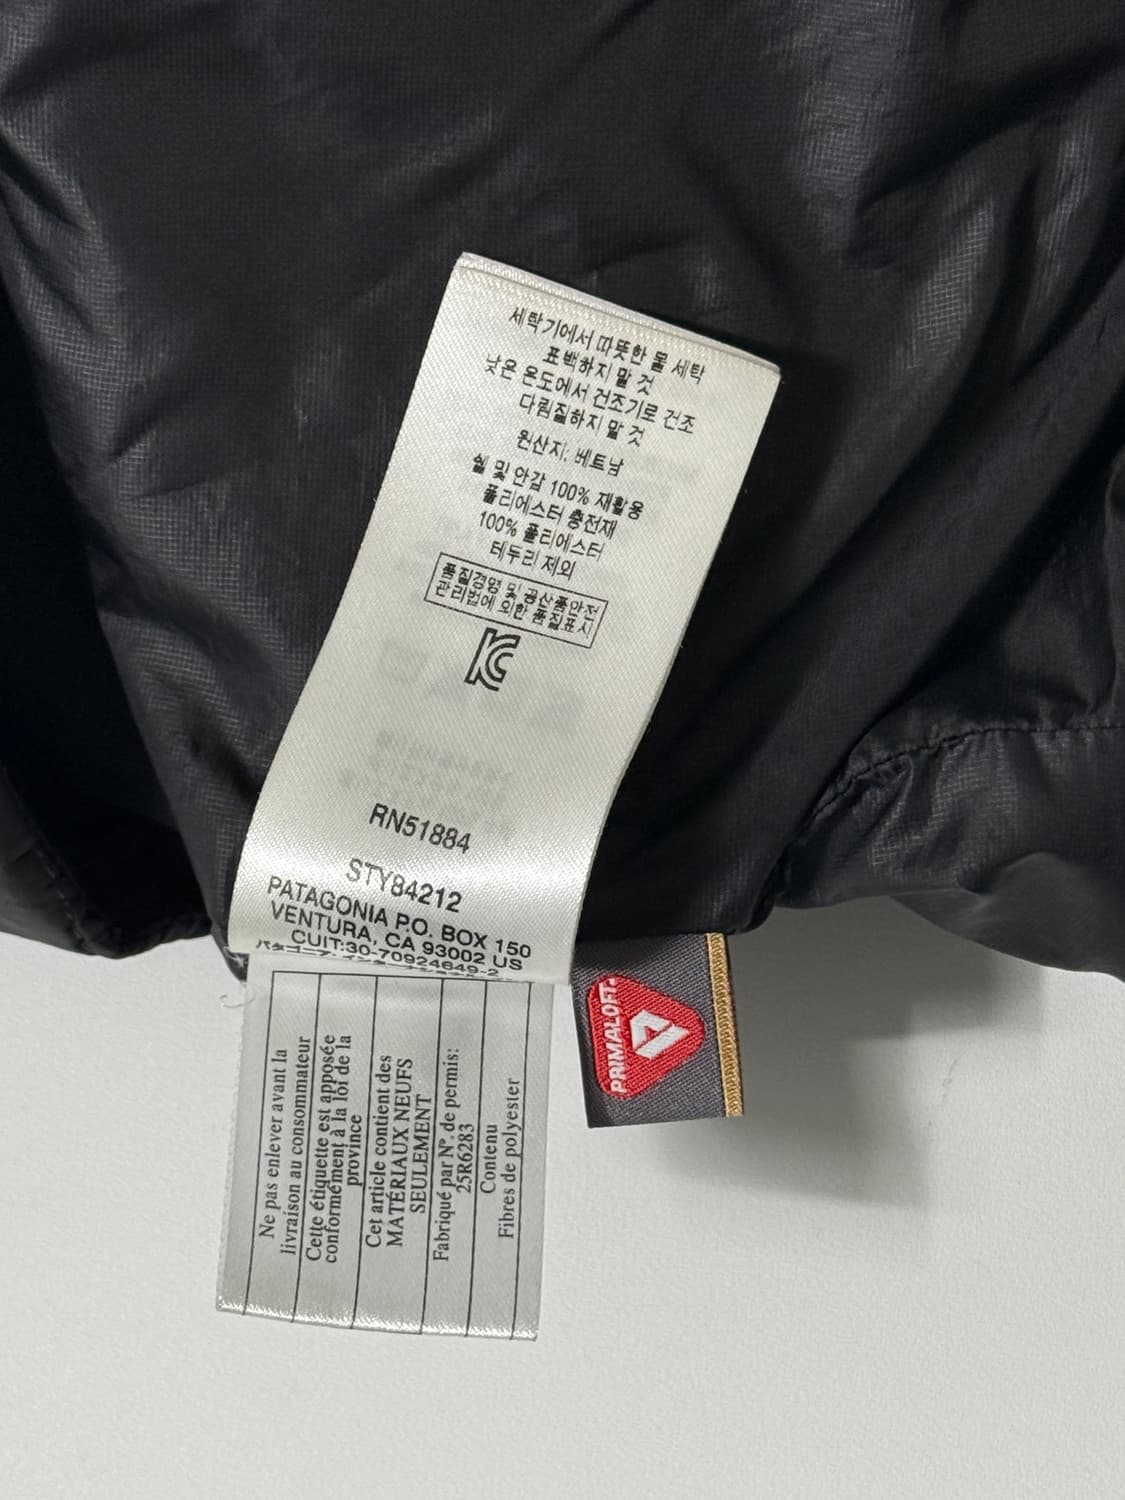 세탁기에서 따뜻한 물 세탁
표백하지 말 것
낮은 온도에서 건조기로 건조
다림질하지 말 것
원산지: 베트남
쉘 및 안감 100% 재활용
폴리에스터 충전재
100% 폴리에스터
테두리 제외
품질경영 및 공산품안전
관리법에 의한 품질표시
RN51884
STY84212
PATAGONIA P.O. BOX 150
VENTURA, CA 93002 US
CUIT:30-70924649-2
Ne pas enlever avant la
livraison au consommateur
Cette étiquette est apposée
conformément à la loi de la
province
Cet article contient des
MATÉRIAUX NEUFS
SEULEMENT
Fabriqué par N°. de permis:
25R6283
Contenu
Fibres de polyester
PRIMALOFT